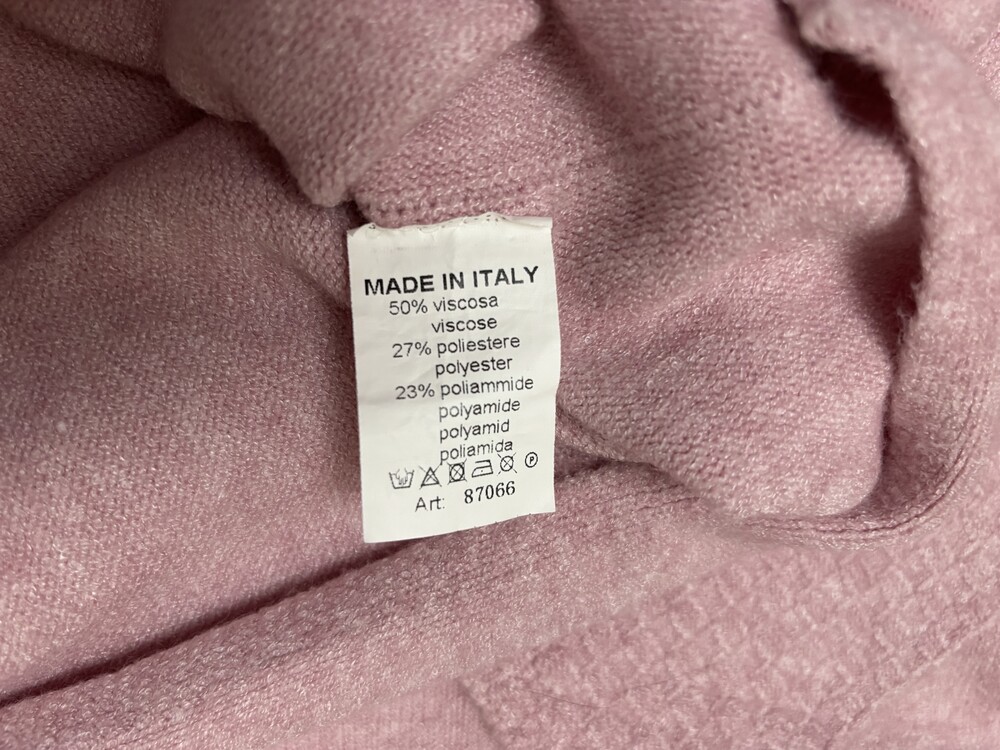 MADE IN ITALY
50% viscosa
viscose
27% poliestere
polyester
23% poliammide
polyamide
polyamid
poliamida
P
Art: 87066